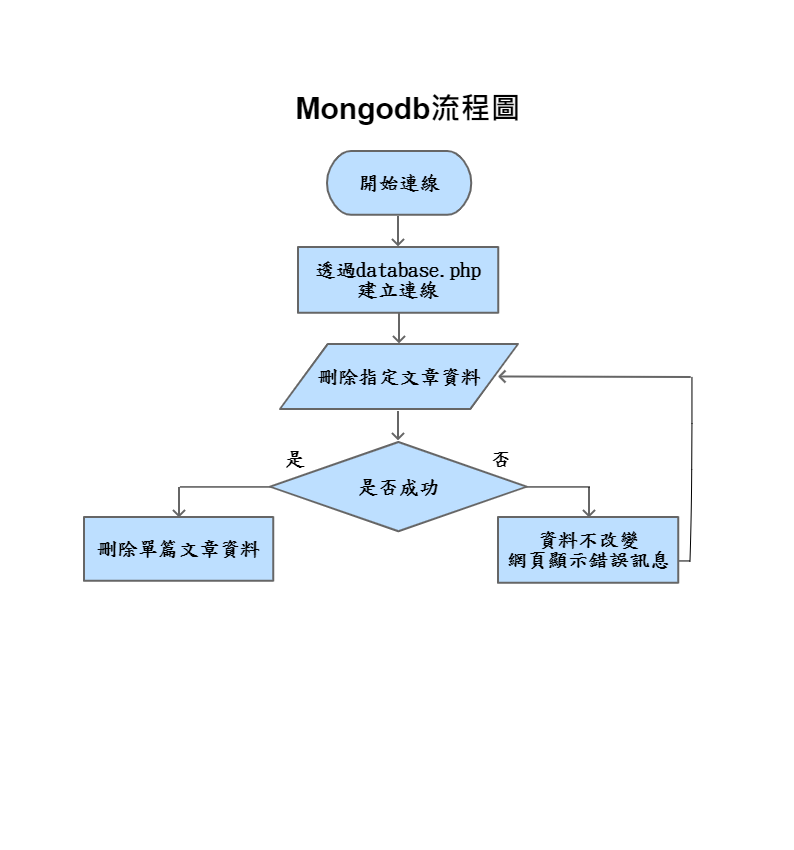 Mongodb流程圖
開始連線
透過database.php
建立連線
刪除指定文章資料
是
否
是否成功
刪除單篇文章資料
資料不改變
網頁顯示錯誤訊息